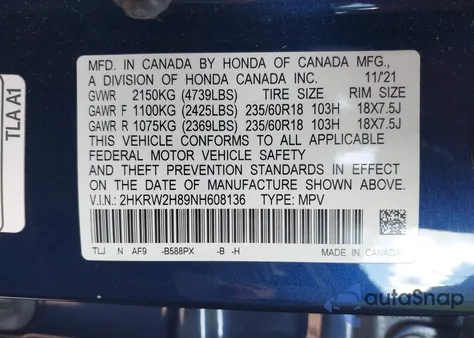 MFD. IN CANADA BY HONDA OF CANADA MFG.,
A DIVISION OF HONDA CANADA INC. 11/21
GVWR 2150KG (4739LBS) TIRE SIZE RIM SIZE
GAWR F 1100KG (2425LBS) 235/60R18 103H 18X7.5J
GAWR R 1075KG (2369LBS) 235/60R18 103H 18X7.5J
THIS VEHICLE CONFORMS TO ALL APPLICABLE
FEDERAL MOTOR VEHICLE SAFETY
AND THEFT PREVENTION STANDARDS IN EFFECT
ON THE DATE OF MANUFACTURE SHOWN ABOVE.
V.I.N.: 2HKRW2H89NH608136 TYPE: MPV
TLJ N AF9 -B588PX -B -H
TLA A1
autoSnap